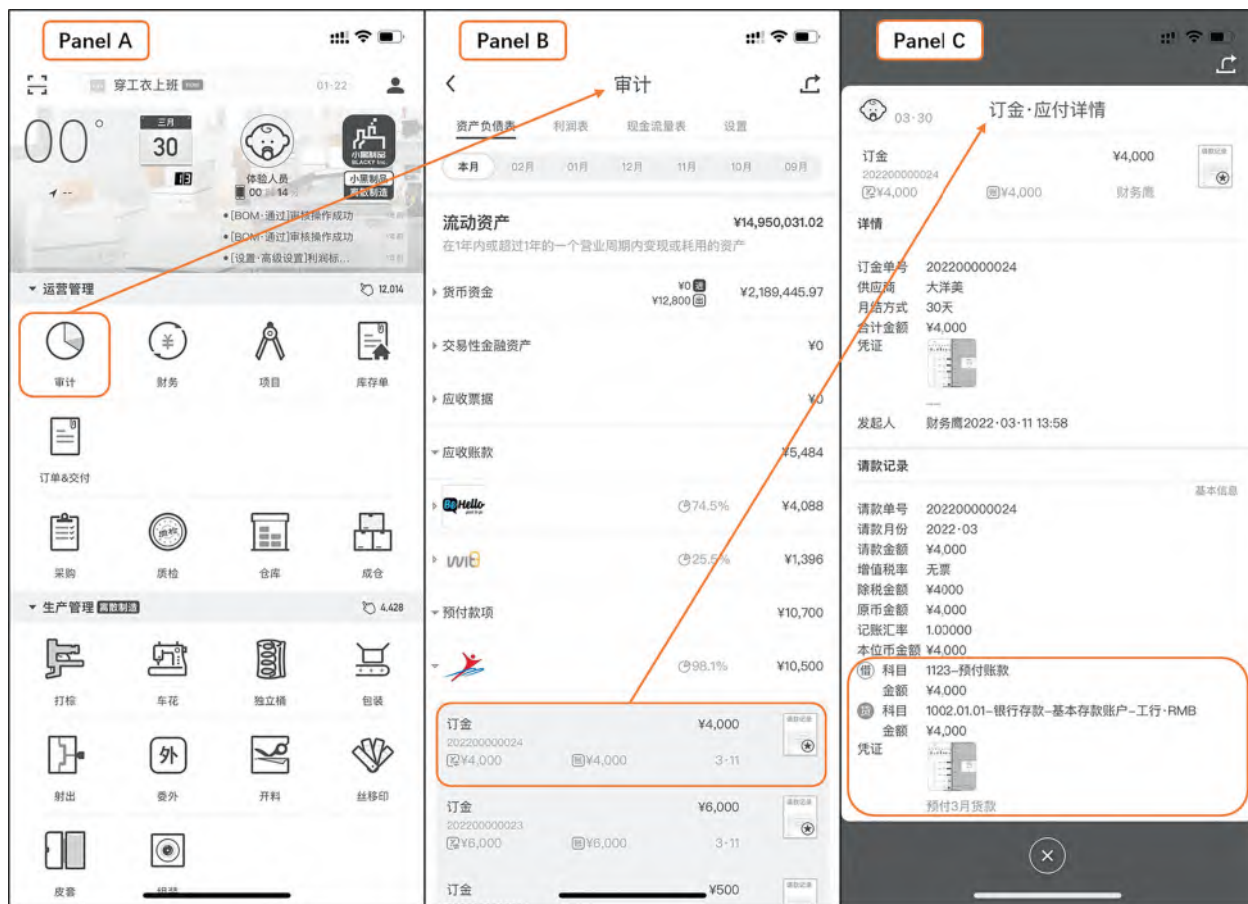 Panel A
穿工衣上班
01-22
00°
三月
30
体验人员
00
14
小黑制品
BLACKY Inc.
小黑制品
离散制造
•[BOM·通过]审核操作成功
•[BOM·通过]审核操作成功
•[设置·高级设置]利润标...
运营管理
12.014
审计
财务
项目
库存单
订单&交付
采购
质检
仓库
成仓
生产管理 离散制造
4.428
打棕
车花
独立桶
包装
射出
委外
开料
丝移印
皮套
组装
Panel B
审计
资产负债表
利润表
现金流量表
设置
本月
02月
01月
12月
11月
10月
09月
流动资产
¥14,950,031.02
在1年内或超过1年的一个营业周期内变现或耗用的资产
货币资金
¥0 进
¥12,800 出
¥2,189,445.97
交易性金融资产
¥0
应收票据
¥0
应收账款
¥5,484
BeHello
74.5%
¥4,088
wit
25.5%
¥1,396
预付款项
¥10,700
98.1%
¥10,500
订金
¥4,000
202200000024
¥4,000
¥4,000
3·11
订金
¥6,000
202200000023
¥6,000
¥6,000
3·11
订金
¥500
Panel C
03·30
订金·应付详情
订金
¥4,000
202200000024
¥4,000
¥4,000
财务鹰
详情
订金单号 202200000024
供应商 大洋美
月结方式 30天
合计金额 ¥4,000
凭证
发起人 财务鹰2022·03·11 13:58
请款记录
基本信息
请款单号 202200000024
请款月份 2022·03
请款金额 ¥4,000
增值税率 无票
除税金额 ¥4000
原币金额 ¥4,000
记账汇率 1.00000
本位币金额 ¥4,000
借 科目 1123–预付账款
金额 ¥4,000
贷 科目 1002.01.01–银行存款–基本存款账户–工行·RMB
金额 ¥4,000
凭证
预付3月货款